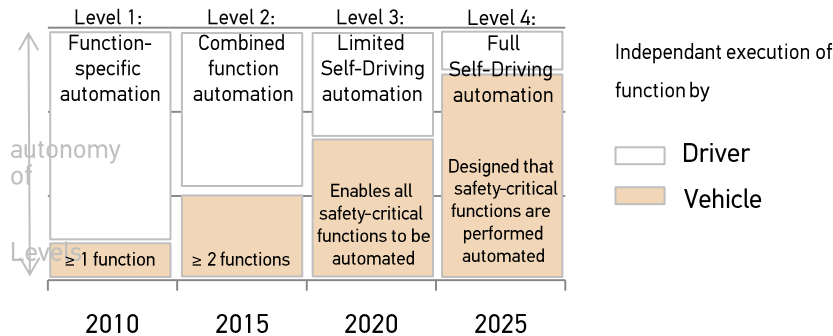 Level 1:
Function-
specific
automation
≥ 1 function
2010
Level 2:
Combined
function
automation
≥ 2 functions
2015
Level 3:
Limited
Self-Driving
automation
Enables all
safety-critical
functions to be
automated
2020
Level 4:
Full
Self-Driving
automation
Designed that
safety-critical
functions are
performed
automated
2025
autonomy
of
Levels
Independant execution of
function by
Driver
Vehicle